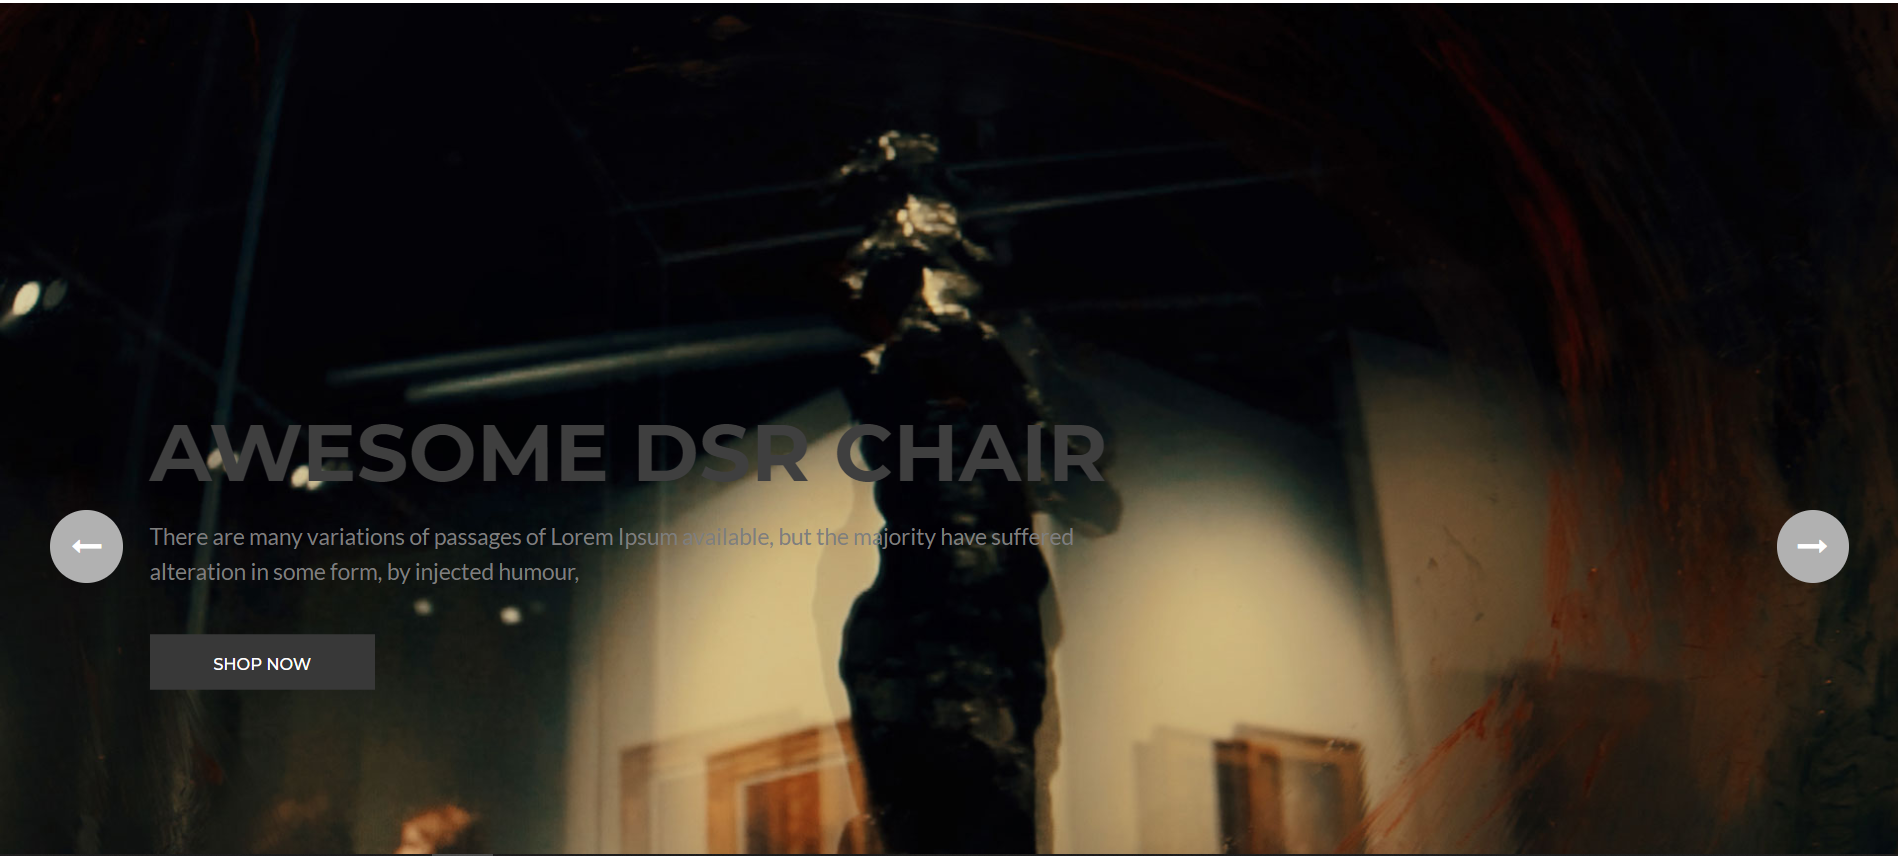 AWESOME DSR CHAIR
There are many variations of passages of Lorem Ipsum available, but the majority have suffered
alteration in some form, by injected humour,
SHOP NOW